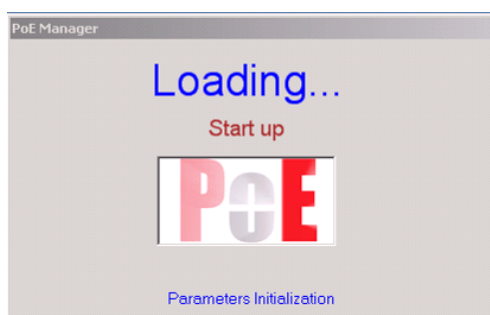 PoE Manager
Loading...
Start up
PoE
Parameters Initialization